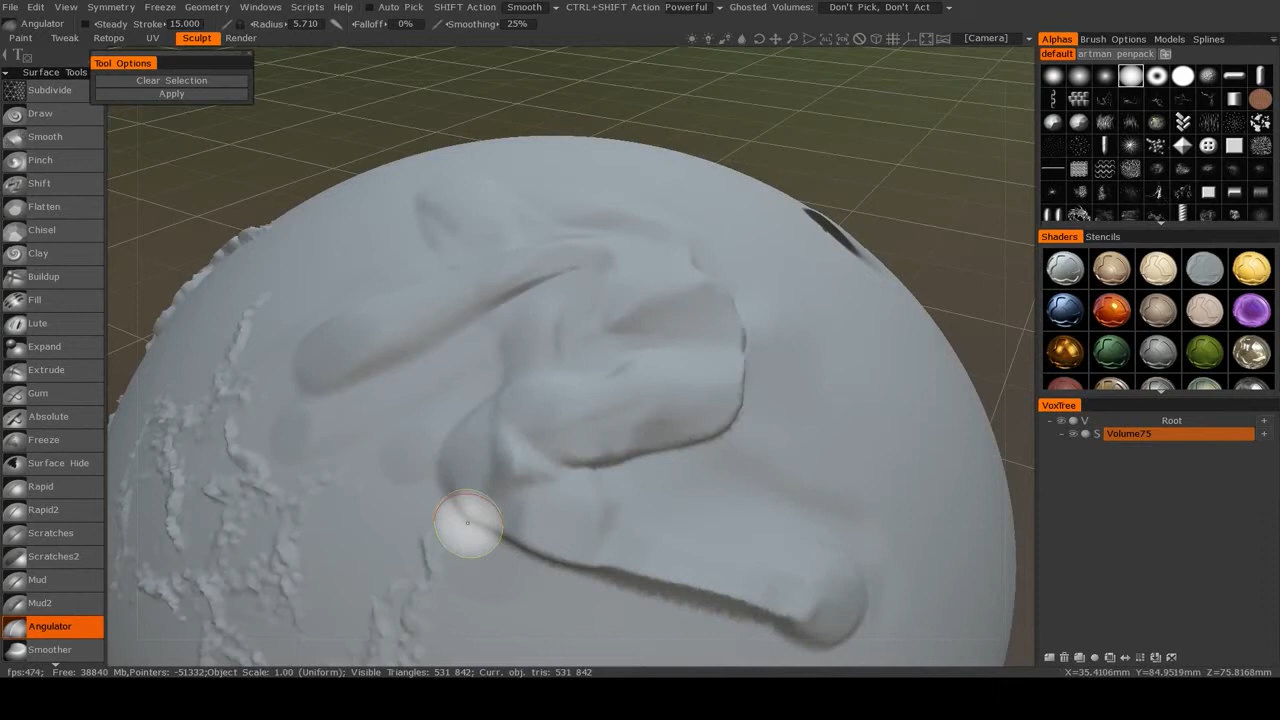 File Edit View Symmetry Freeze Geometry Windows Scripts Help Auto Pick SHIFT Action Smooth CTRL+SHIFT Action Powerful Ghosted Volumes: Don't Pick, Don't Act
Angulator Steady Stroke 15.000 Radius 5.710 Falloff 0% Smoothing 25%
Paint Tweak Retopo UV Sculpt Render [Camera]
Tool Options
Clear Selection
Apply
Surface Tools
Subdivide
Draw
Smooth
Pinch
Shift
Flatten
Chisel
Clay
Buildup
Fill
Lute
Expand
Extrude
Gum
Absolute
Freeze
Surface Hide
Rapid
Rapid2
Scratches
Scratches2
Mud
Mud2
Angulator
Smoother
Alphas Brush Options Models Splines
default artman penpack
Shaders Stencils
VoxTree
V Root +
S Volume75 +
fps:474; Free: 38840 Mb,Pointers: -51332;Object Scale: 1.00 (Uniform); Visible Triangles: 531 842; Curr. obj. tris: 531 842
X=35.4106mm Y=84.9519mm Z=75.8168mm